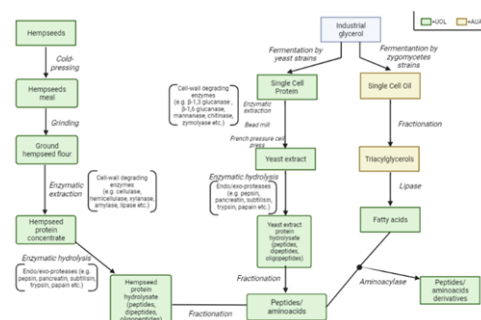 Hempseeds
Cold-
pressing
Hempseeds
meal
Grinding
Ground
hempseed flour
Enzymatic
extraction
Cell-wall degrading
enzymes
(e.g. cellulase,
hemicellulase, xylanase,
amylase, lipase etc.)
Hempseed
protein
concentrate
Enzymatic hydrolysis
Endo/exo-proteases (e.g.
pepsin, pancreatin, subtilisin,
trypsin, papain etc.)
Hempseed
protein
hydrolysate
(peptides,
dipeptides,
oligopeptides)
Fractionation
Industrial
glycerol
Fermentation by
yeast strains
Single Cell
Protein
Cell-wall degrading
enzymes
(e.g. β-1,3 glucanase ,
β-1,6 glucanase,
mannanase, chitinase,
zymolyase etc.)
Enzymatic
extraction
Bead mill
French pressure cell
press
Yeast extract
Enzymatic hydrolysis
Endo/exo-proteases
(e.g. pepsin,
pancreatin, subtilisin,
trypsin, papain etc.)
Yeast extract
protein
hydrolysate
(peptides,
dipeptides,
oligopeptides)
Fractionation
Peptides/
aminoacids
Fermentantion by
zygomycetes
strains
Single Cell Oil
Fractionation
Triacylglycerols
Lipase
Fatty acids
Aminoacylase
Peptides/
aminoacids
derivatives
=UOL
=AUA